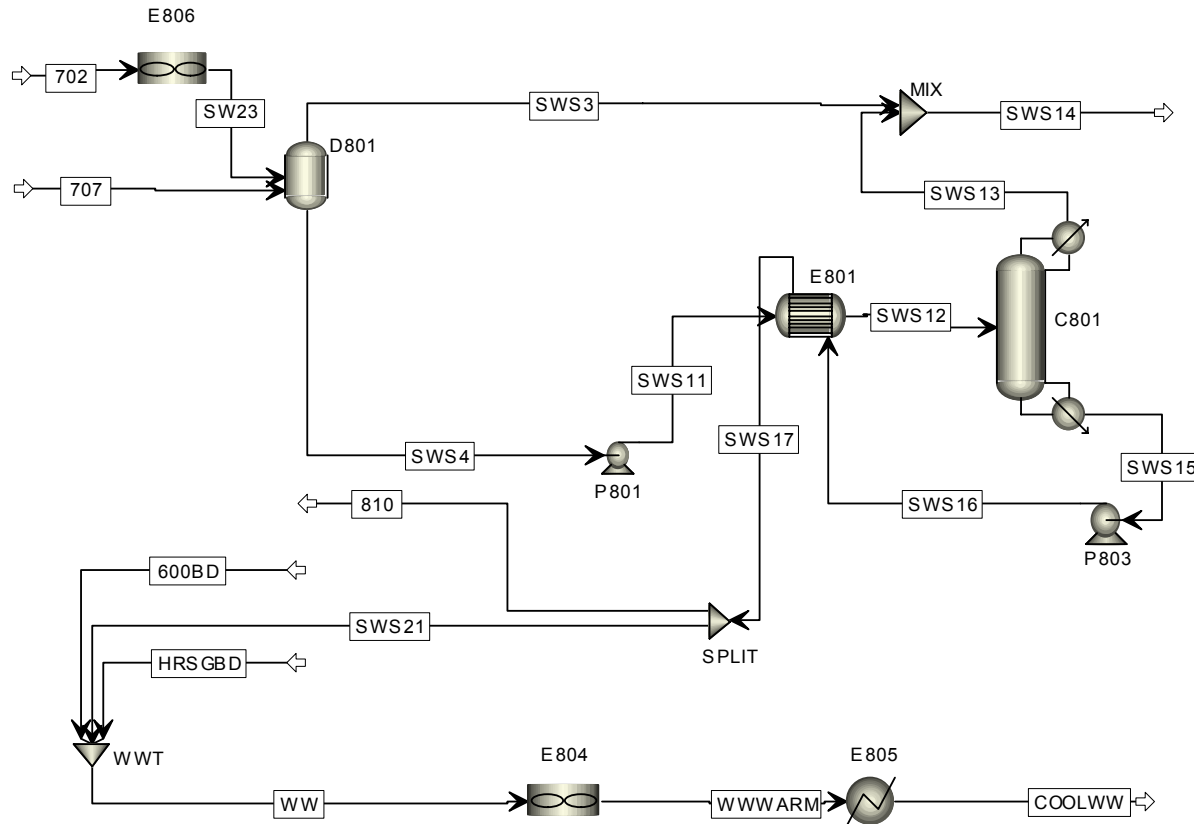 E806
702
SW23
SWS3
MIX
SWS14
D801
707
SWS13
E801
SWS12
C801
SWS11
SWS17
SWS4
P801
SWS15
810
SWS16
P803
600BD
SWS21
SPLIT
HRSGBD
WWT
E804
E805
WW
WWWARM
COOLWW